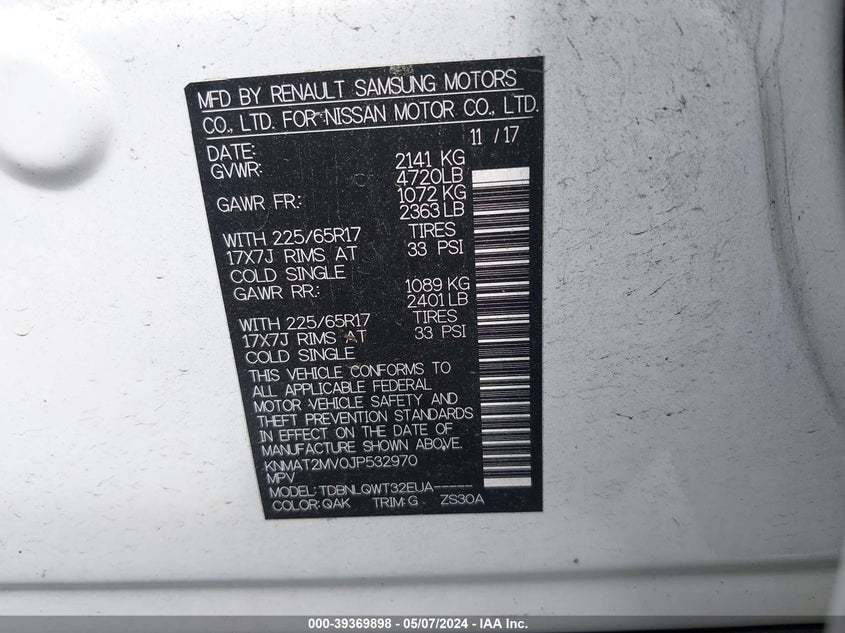 MFD BY RENAULT SAMSUNG MOTORS
CO., LTD. FOR NISSAN MOTOR CO., LTD.
DATE: 11 / 17
GVWR: 2141 KG
4720LB
GAWR FR: 1072 KG
2363 LB
WITH 225/65R17 TIRES
17X7J RIMS AT 33 PSI
COLD SINGLE
GAWR RR: 1089 KG
2401 LB
WITH 225/65R17 TIRES
17X7J RIMS AT 33 PSI
COLD SINGLE
THIS VEHICLE CONFORMS TO
ALL APPLICABLE FEDERAL
MOTOR VEHICLE SAFETY AND
THEFT PREVENTION STANDARDS
IN EFFECT ON THE DATE OF
MANUFACTURE SHOWN ABOVE.
KNMAT2MV0JP532970
MPV
MODEL: TDBNLQWT32EUA-----
COLOR: QAK TRIM: G ZS30A
000-39369898 - 05/07/2024 - IAA Inc.